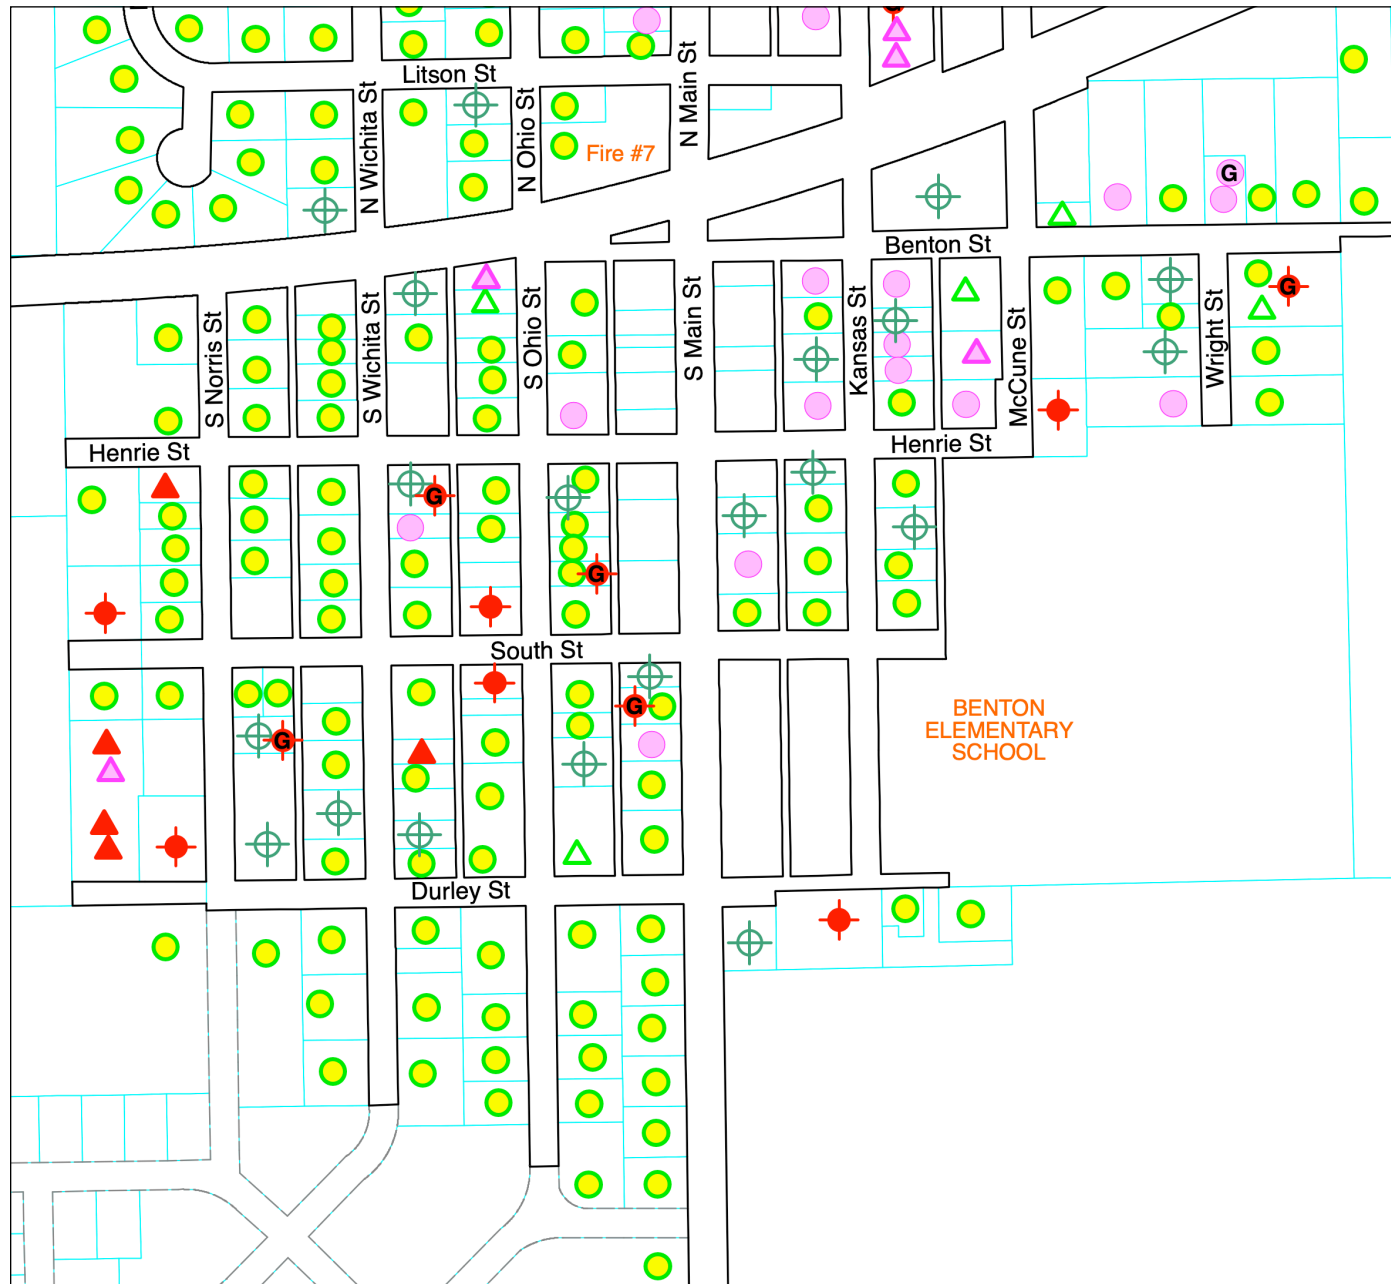 Litson St
N Wichita St
N Ohio St
N Main St
Fire #7
G
Benton St
S Norris St
S Wichita St
S Ohio St
S Main St
Kansas St
McCune St
Wright St
G
Henrie St
Henrie St
G
G
South St
G
G
BENTON
ELEMENTARY
SCHOOL
Durley St